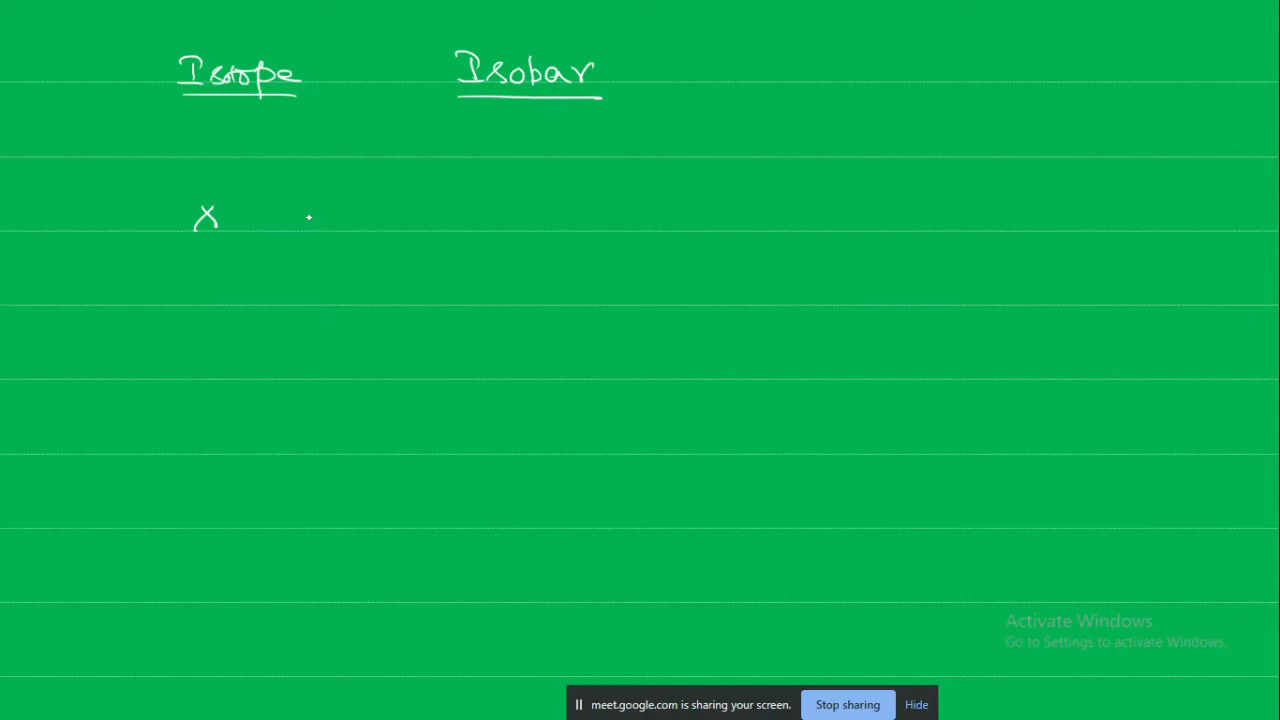 Isotope Isobar
X
Activate Windows
Go to Settings to activate Windows.
meet.google.com is sharing your screen. Stop sharing Hide